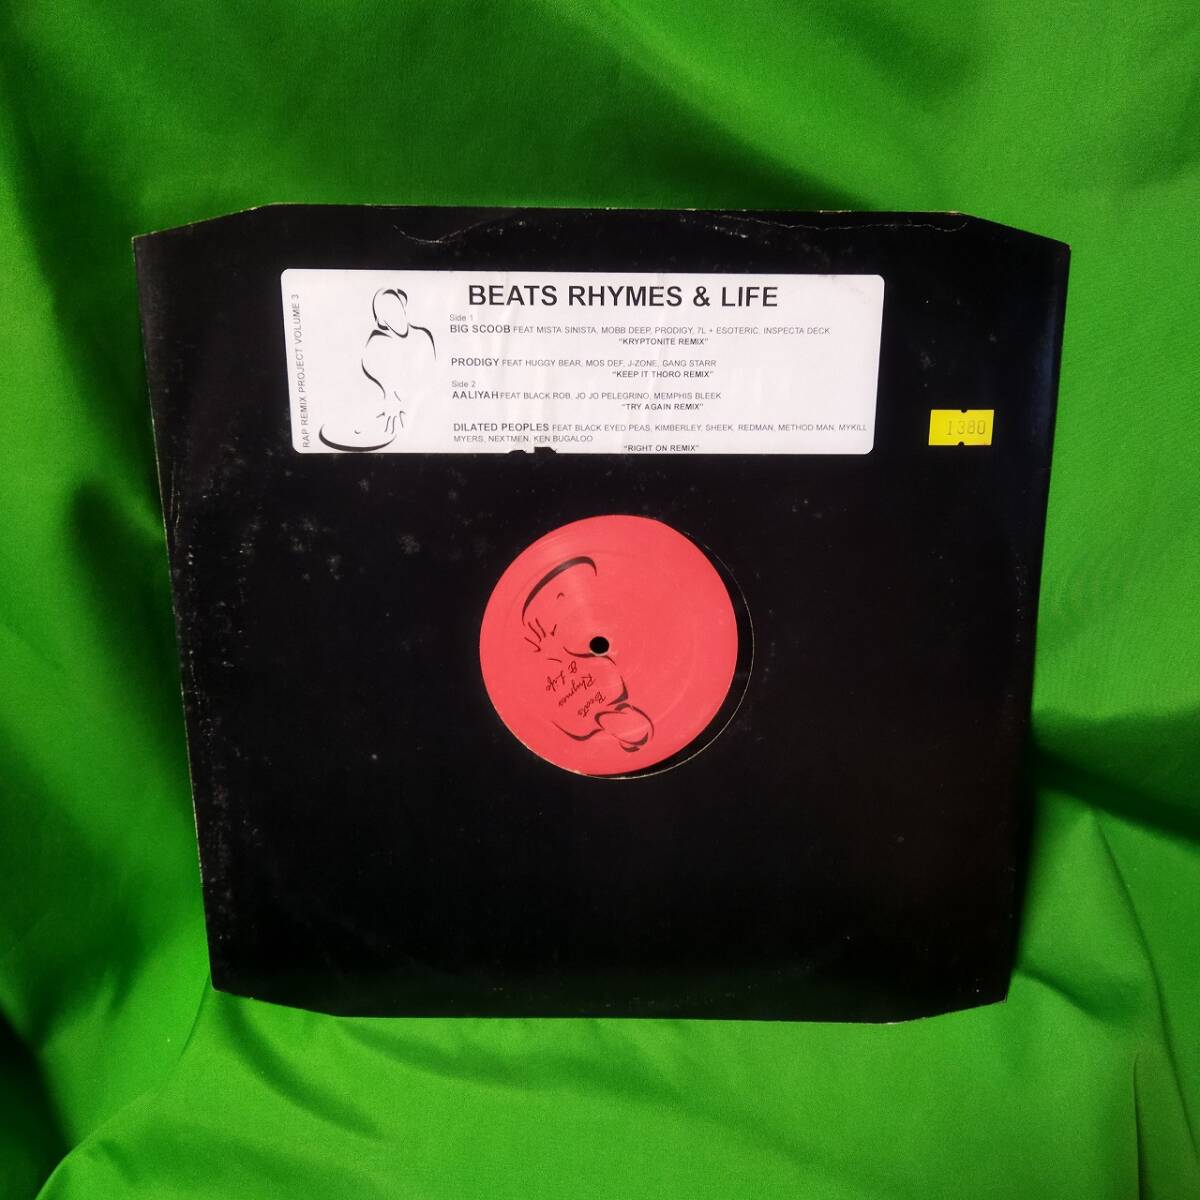 BEATS RHYMES & LIFE
RAP REMIX PROJECT VOLUME 3
Side 1
BIG SCOOB FEAT MISTA SINISTA, MOBB DEEP, PRODIGY, 7L + ESOTERIC, INSPECTA DECK
"KRYPTONITE REMIX"
PRODIGY FEAT HUGGY BEAR, MOS DEF, J-ZONE, GANG STARR
"KEEP IT THORO REMIX"
Side 2
AALIYAH FEAT BLACK ROB, JO JO PELEGRINO, MEMPHIS BLEEK
"TRY AGAIN REMIX"
DILATED PEOPLES FEAT BLACK EYED PEAS, KIMBERLEY, SHEEK, REDMAN, METHOD MAN, MYKILL
MYERS, NEXTMEN, KEN BUGALOO
"RIGHT ON REMIX"
1380
Beats
Rhymes
& Life